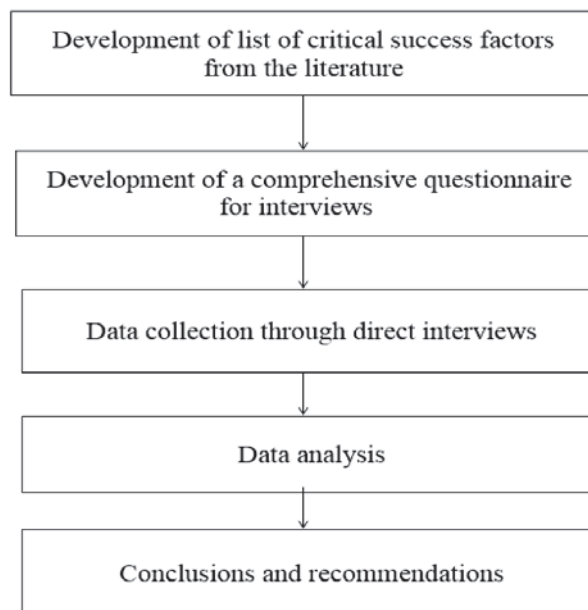 Development of list of critical success factors
from the literature
Development of a comprehensive questionnaire
for interviews
Data collection through direct interviews
Data analysis
Conclusions and recommendations